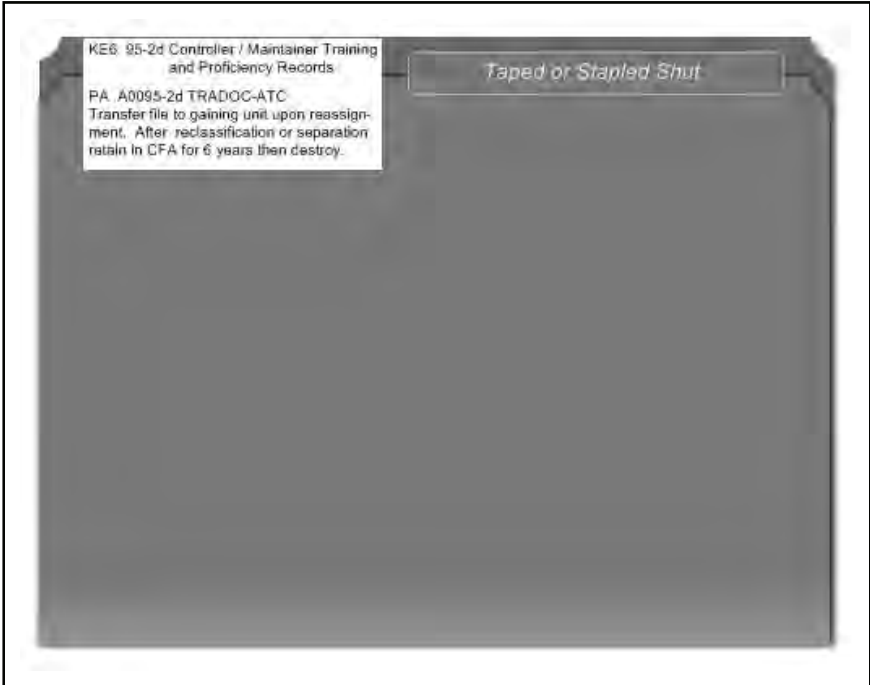 KE6 95-2d Controller / Maintainer Training
and Proficiency Records
Taped or Stapled Shut
PA A0095-2d TRADOC-ATC
Transfer file to gaining unit upon reassign-
ment. After reclassification or separation
retain in CFA for 6 years then destroy.